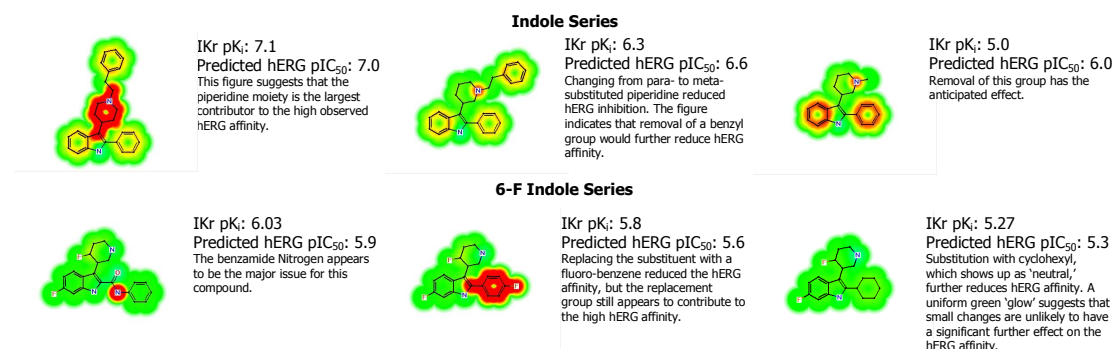 Indole Series
IKr pKi: 7.1
Predicted hERG pIC50: 7.0
This figure suggests that the
piperidine moiety is the largest
contributor to the high observed
hERG affinity.
IKr pKi: 6.3
Predicted hERG pIC50: 6.6
Changing from para- to meta-
substituted piperidine reduced
hERG inhibition. The figure
indicates that removal of a benzyl
group would further reduce hERG
affinity.
IKr pKi: 5.0
Predicted hERG pIC50: 6.0
Removal of this group has the
anticipated effect.
N
N
N
N
N
N
6-F Indole Series
IKr pKi: 6.03
Predicted hERG pIC50: 5.9
The benzamide Nitrogen appears
to be the major issue for this
compound.
IKr pKi: 5.8
Predicted hERG pIC50: 5.6
Replacing the substituent with a
fluoro-benzene reduced the hERG
affinity, but the replacement
group still appears to contribute to
the high hERG affinity.
IKr pKi: 5.27
Predicted hERG pIC50: 5.3
Substitution with cyclohexyl,
which shows up as ‘neutral,’
further reduces hERG affinity. A
uniform green ‘glow’ suggests that
small changes are unlikely to have
a significant further effect on the
hERG affinity.
N
F
O
N
F
N
N
F
F
F
N
N
F
F
N